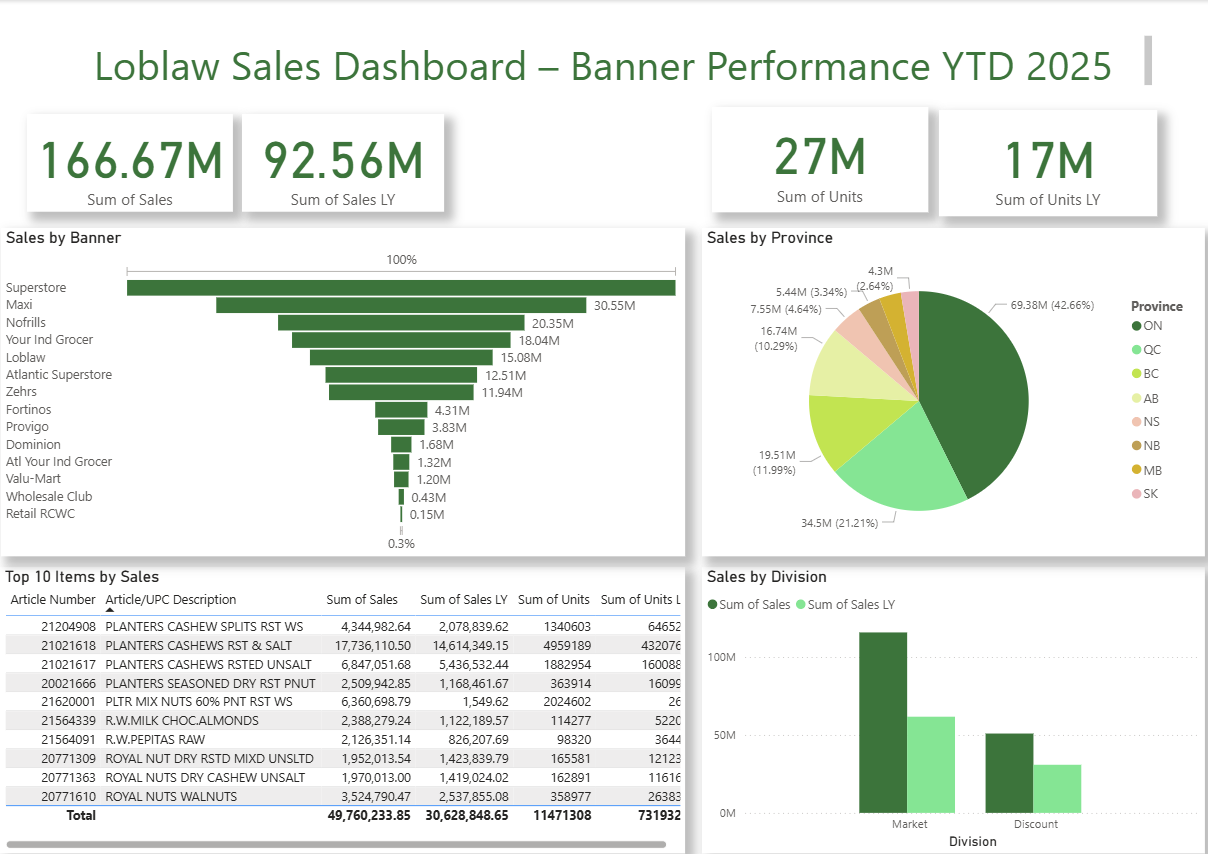 Loblaw Sales Dashboard – Banner Performance YTD 2025
166.67M
Sum of Sales
92.56M
Sum of Sales LY
27M
Sum of Units
17M
Sum of Units LY
Sales by Banner
100%
Superstore
Maxi 30.55M
Nofrills 20.35M
Your Ind Grocer 18.04M
Loblaw 15.08M
Atlantic Superstore 12.51M
Zehrs 11.94M
Fortinos 4.31M
Provigo 3.83M
Dominion 1.68M
Atl Your Ind Grocer 1.32M
Valu-Mart 1.20M
Wholesale Club 0.43M
Retail RCWC 0.15M
0.3%
Sales by Province
4.3M
(2.64%)
5.44M (3.34%)
7.55M (4.64%)
16.74M
(10.29%)
19.51M
(11.99%)
34.5M (21.21%)
69.38M (42.66%)
Province
ON
QC
BC
AB
NS
NB
MB
SK
Top 10 Items by Sales
Article Number Article/UPC Description Sum of Sales Sum of Sales LY Sum of Units Sum of Units L
21204908 PLANTERS CASHEW SPLITS RST WS 4,344,982.64 2,078,839.62 1340603 64652
21021618 PLANTERS CASHEWS RST & SALT 17,736,110.50 14,614,349.15 4959189 432076
21021617 PLANTERS CASHEWS RSTED UNSALT 6,847,051.68 5,436,532.44 1882954 160088
20021666 PLANTERS SEASONED DRY RST PNUT 2,509,942.85 1,168,461.67 363914 16099
21620001 PLTR MIX NUTS 60% PNT RST WS 6,360,698.79 1,549.62 2024602 26
21564339 R.W.MILK CHOC.ALMONDS 2,388,279.24 1,122,189.57 114277 5220
21564091 R.W.PEPITAS RAW 2,126,351.14 826,207.69 98320 3644
20771309 ROYAL NUT DRY RSTD MIXD UNSLTD 1,952,013.54 1,423,839.79 165581 12123
20771363 ROYAL NUTS DRY CASHEW UNSALT 1,970,013.00 1,419,024.02 162891 11616
20771610 ROYAL NUTS WALNUTS 3,524,790.47 2,537,855.08 358977 26383
Total 49,760,233.85 30,628,848.65 11471308 731932
Sales by Division
Sum of Sales Sum of Sales LY
100M
50M
0M
Market Discount
Division